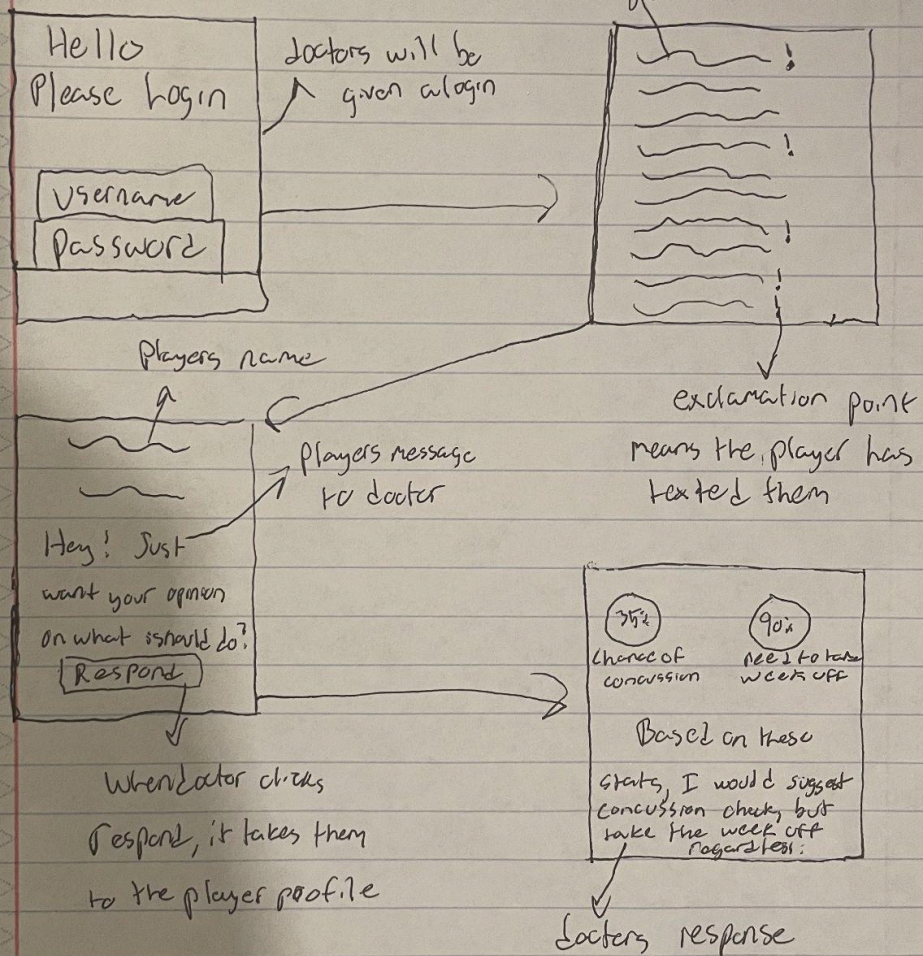 Hello
Please Login
username
password
doctors will be
given a login
!
!
!
!
exclamation point
means the player has
texted them
Players name
Players message
to doctor
Hey! Just
want your opinion
on what ishould do?
Respond
When doctor clicks
respond, it takes them
to the player profile
35%
chance of
concussion
90%
need to take
week off
Based on these
stats, I would suggest
concussion check, but
take the week off
regardless.
docters response